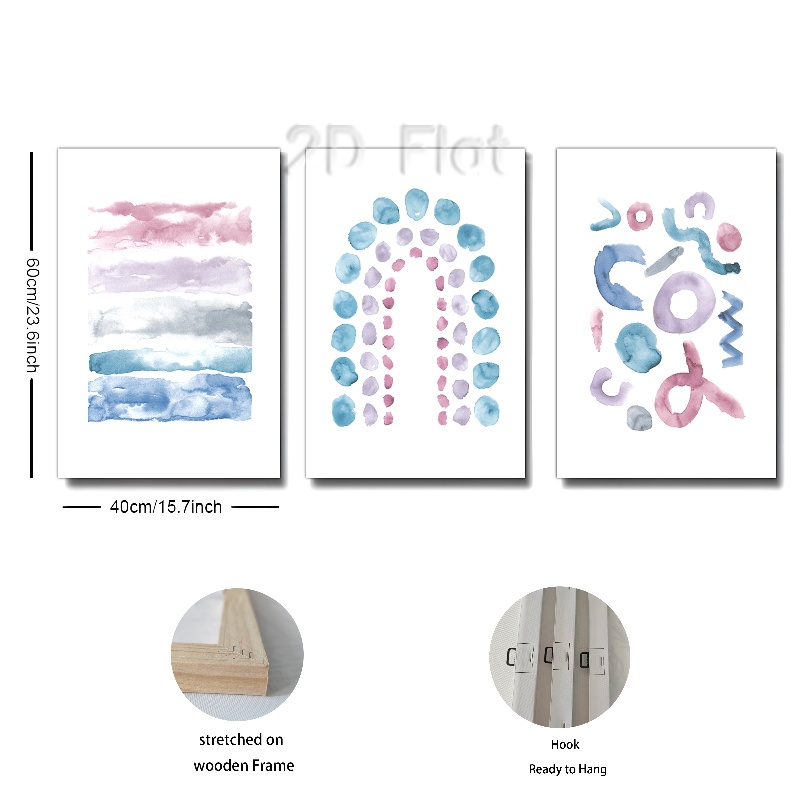 2D Flat
60cm/23.6inch
40cm/15.7inch
stretched on
wooden Frame
Hook
Ready to Hang